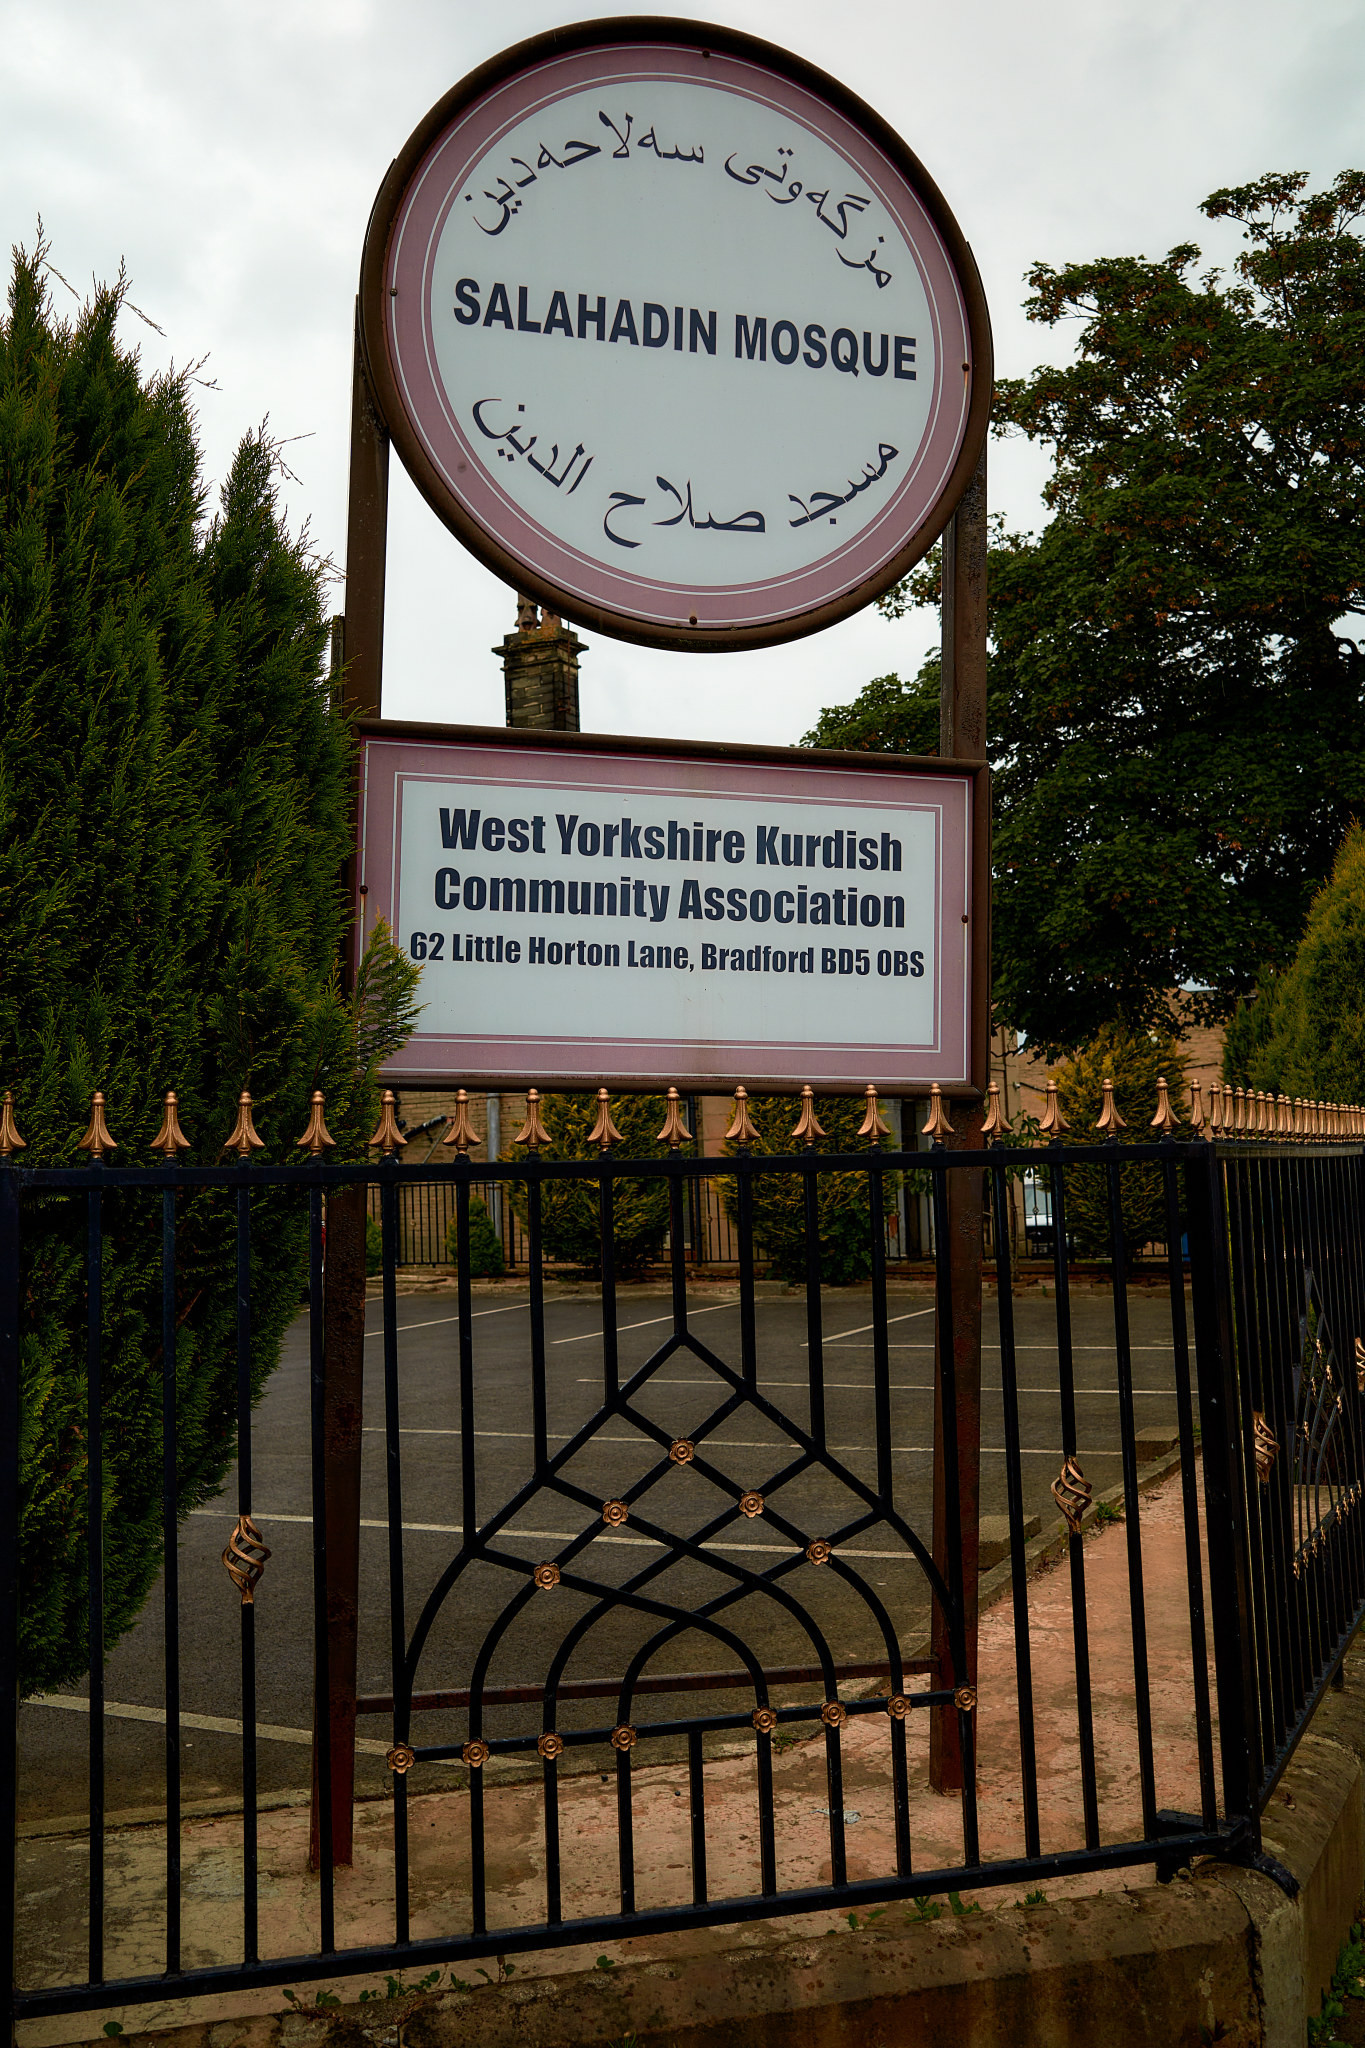 مزگەوتی سەلاحەدین
SALAHADIN MOSQUE
مسجد صلاح الدين
West Yorkshire Kurdish
Community Association
62 Little Horton Lane, Bradford BD5 0BS